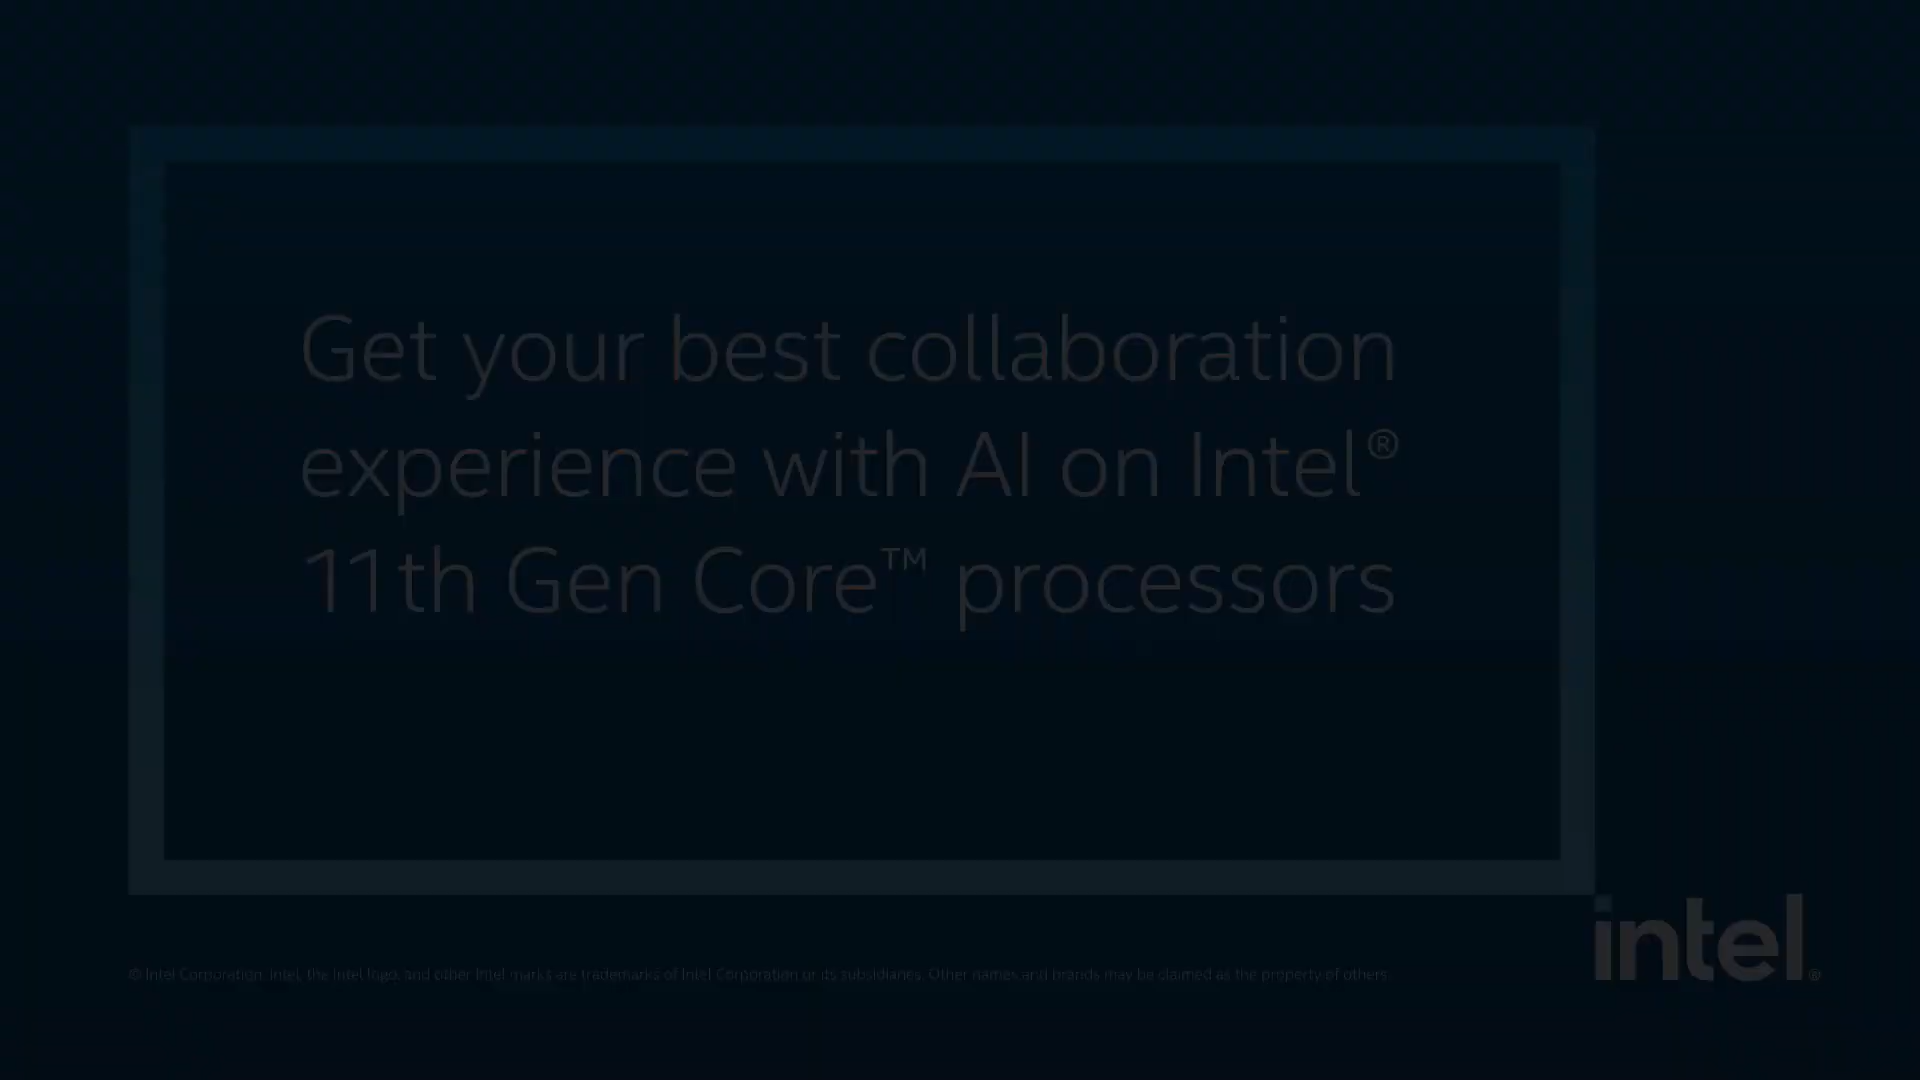 Get your best collaboration
experience with AI on Intel®
11th Gen Core™ processors
intel®
© Intel Corporation. Intel, the Intel logo, and other Intel marks are trademarks of Intel Corporation or its subsidiaries. Other names and brands may be claimed as the property of others.